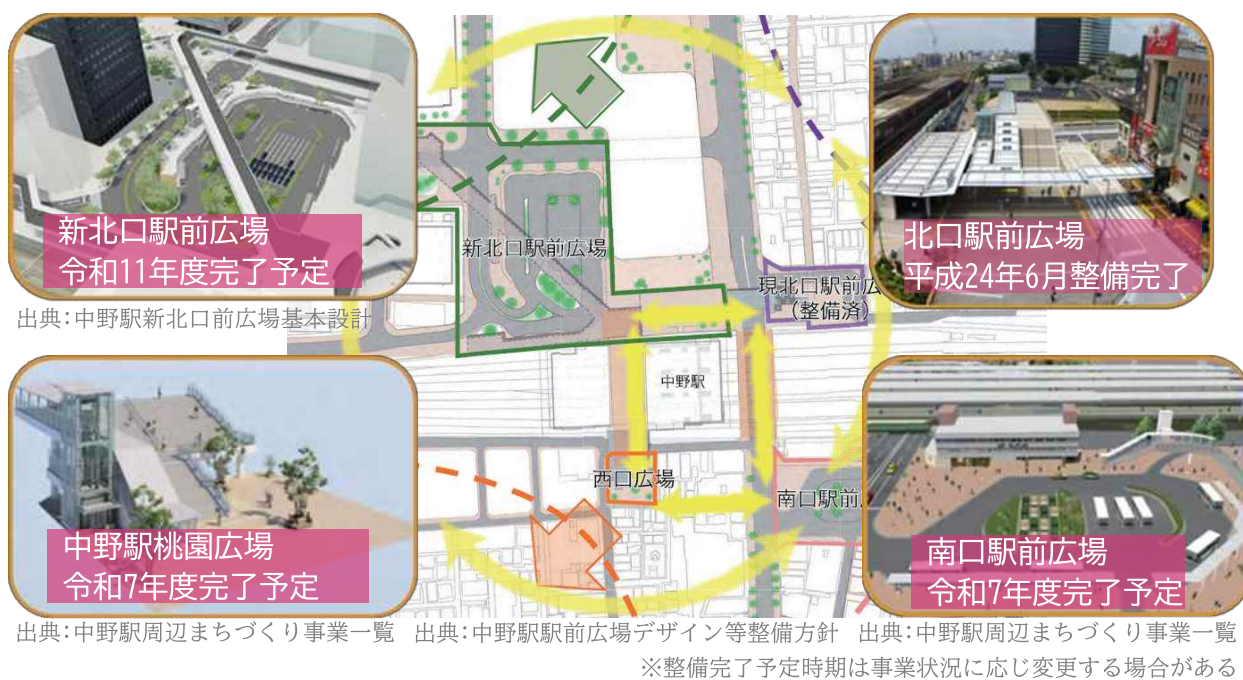 新北口駅前広場
令和11年度完了予定
出典：中野駅新北口前広場基本設計
北口駅前広場
平成24年6月整備完了
新北口駅前広場
現北口駅前広
（整備済）
中野駅
西口広場
南口駅前
中野駅桃園広場
令和7年度完了予定
南口駅前広場
令和7年度完了予定
出典：中野駅周辺まちづくり事業一覧
出典：中野駅駅前広場デザイン等整備方針
出典：中野駅周辺まちづくり事業一覧
※整備完了予定時期は事業状況に応じ変更する場合がある